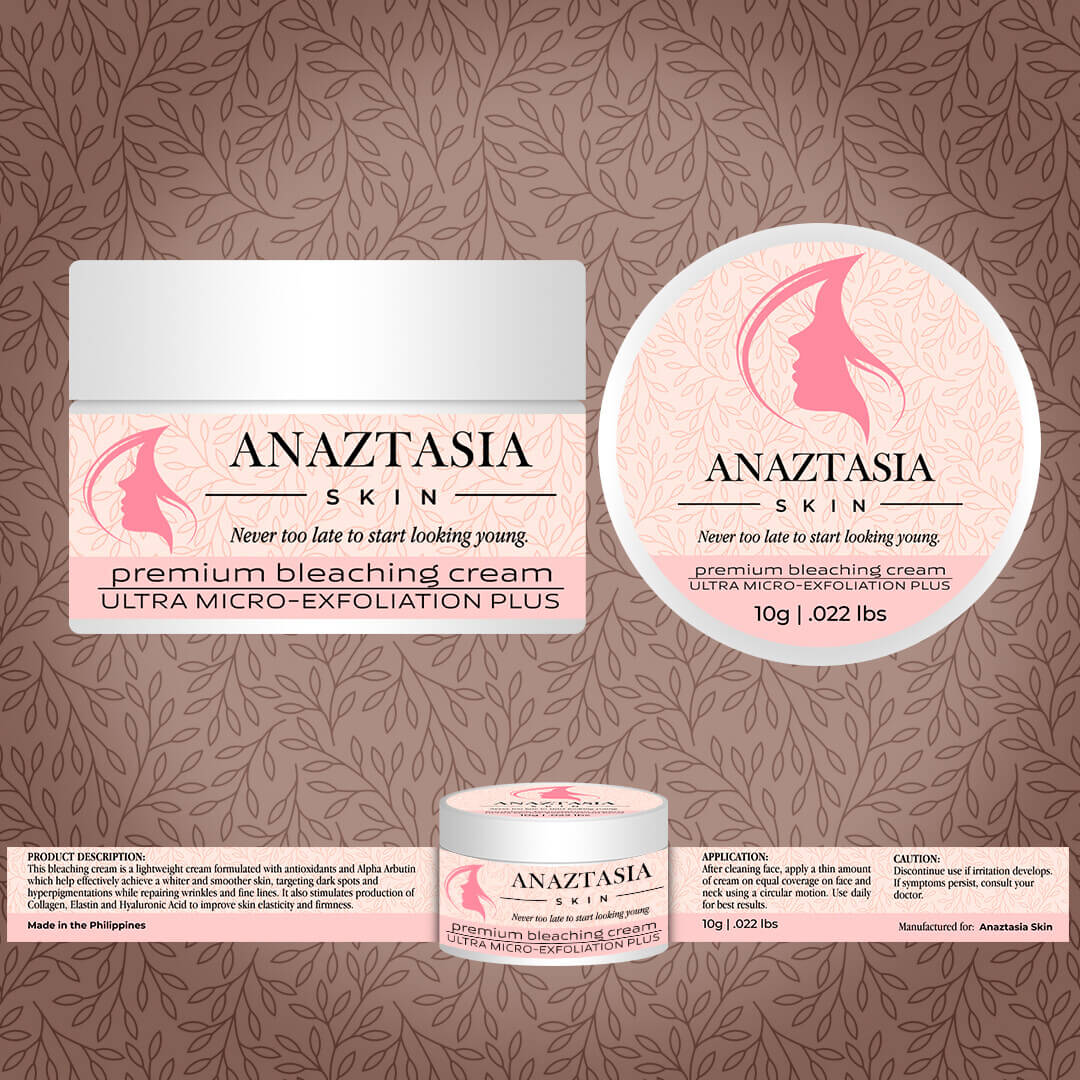 ANAZTASIA
SKIN
Never too late to start looking young.
premium bleaching cream
ULTRA MICRO-EXFOLIATION PLUS
ANAZTASIA
SKIN
Never too late to start looking young.
premium bleaching cream
ULTRA MICRO-EXFOLIATION PLUS
10g | .022 lbs
PRODUCT DESCRIPTION:
This bleaching cream is a lightweight cream formulated with antioxidants and Alpha Arbutin
which help effectively achieve a whiter and smoother skin, targeting dark spots and
hyperpigmentations while repairing wrinkles and fine lines. It also stimulates production of
Collagen, Elastin and Hyaluronic Acid to improve skin elasticity and firmness.
Made in the Philippines
ANAZTASIA
SKIN
10g | .022 lbs
ANAZTASIA
SKIN
Never too late to start looking young.
premium bleaching cream
ULTRA MICRO-EXFOLIATION PLUS
APPLICATION:
After cleaning face, apply a thin amount
of cream on equal coverage on face and
neck using a circular motion. Use daily
for best results.
10g | .022 lbs
CAUTION:
Discontinue use if irritation develops.
If symptoms persist, consult your
doctor.
Manufactured for: Anaztasia Skin